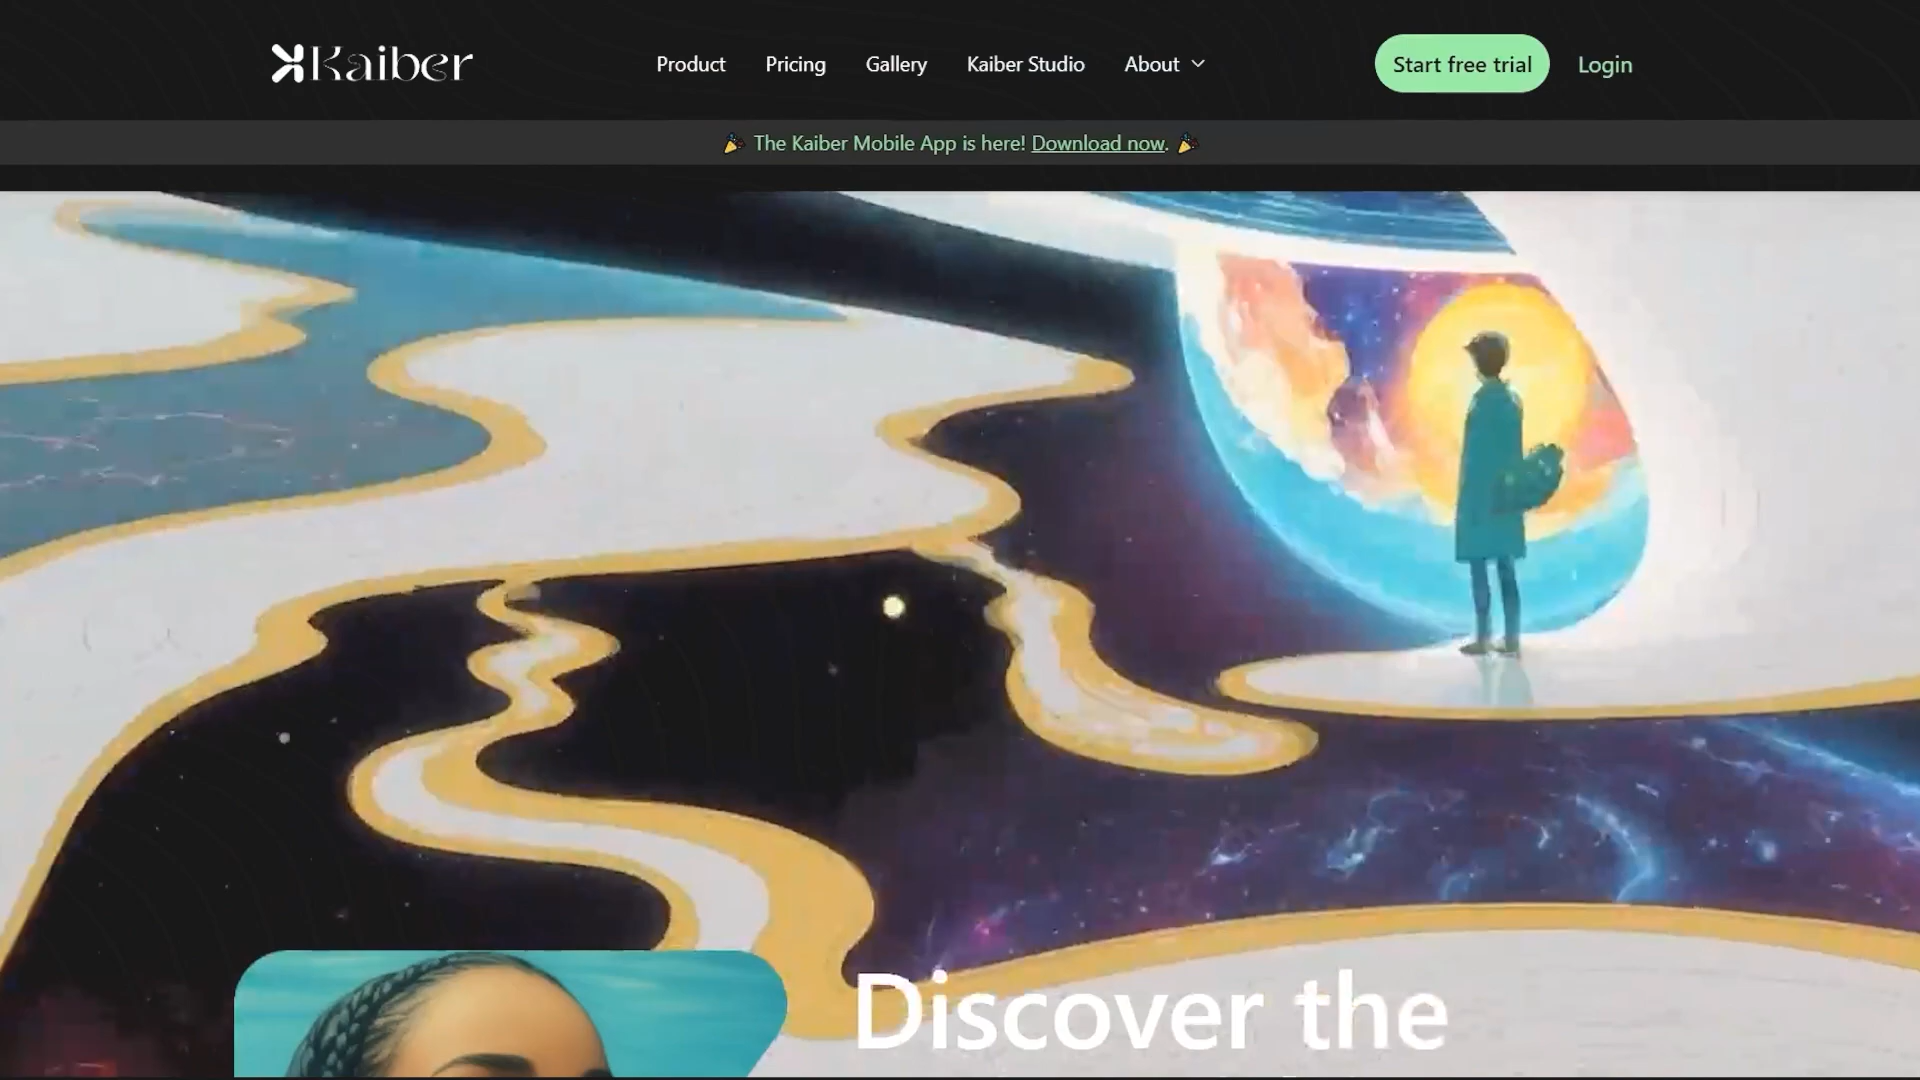 Kaiber
Product Pricing Gallery Kaiber Studio About
Start free trial Login
🎉 The Kaiber Mobile App is here! Download now. 🎉
Discover the